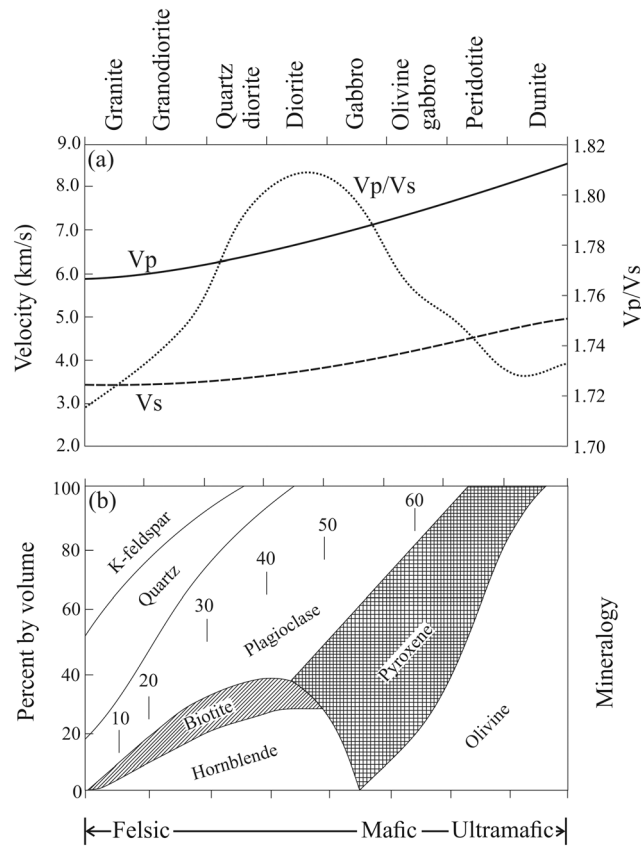 Granite
Granodiorite
Quartz
diorite
Diorite
Gabbro
Olivine
gabbro
Peridotite
Dunite
(a)
Velocity (km/s)
9.0
8.0
7.0
6.0
5.0
4.0
3.0
2.0
Vp
Vs
Vp/Vs
1.82
1.80
1.78
1.76
1.74
1.72
1.70
Vp/Vs
(b)
Percent by volume
100
80
60
40
20
0
K-feldspar
Quartz
Plagioclase
Biotite
Hornblende
Pyroxene
Olivine
10
20
30
40
50
60
Mineralogy
Felsic
Mafic
Ultramafic